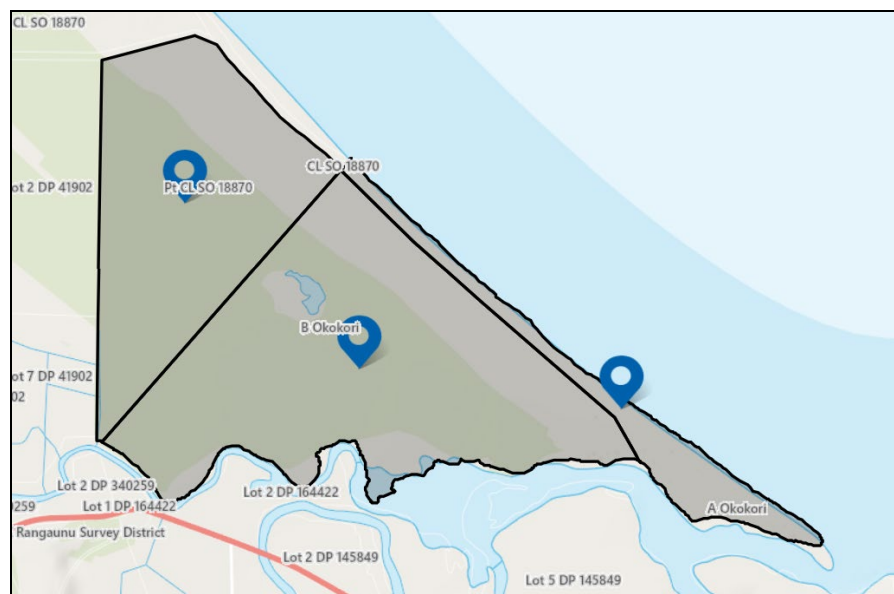 CL SO 18870
CL SO 18870
Lot 2 DP 41902
Pt CL SO 18870
B Okokori
ot 7 DP 41902
02
Lot 2 DP 340259
Lot 2 DP 164422
0259
Lot 1 DP 164422
A Okokori
Rangaunu Survey District
Lot 2 DP 145849
Lot 5 DP 145849